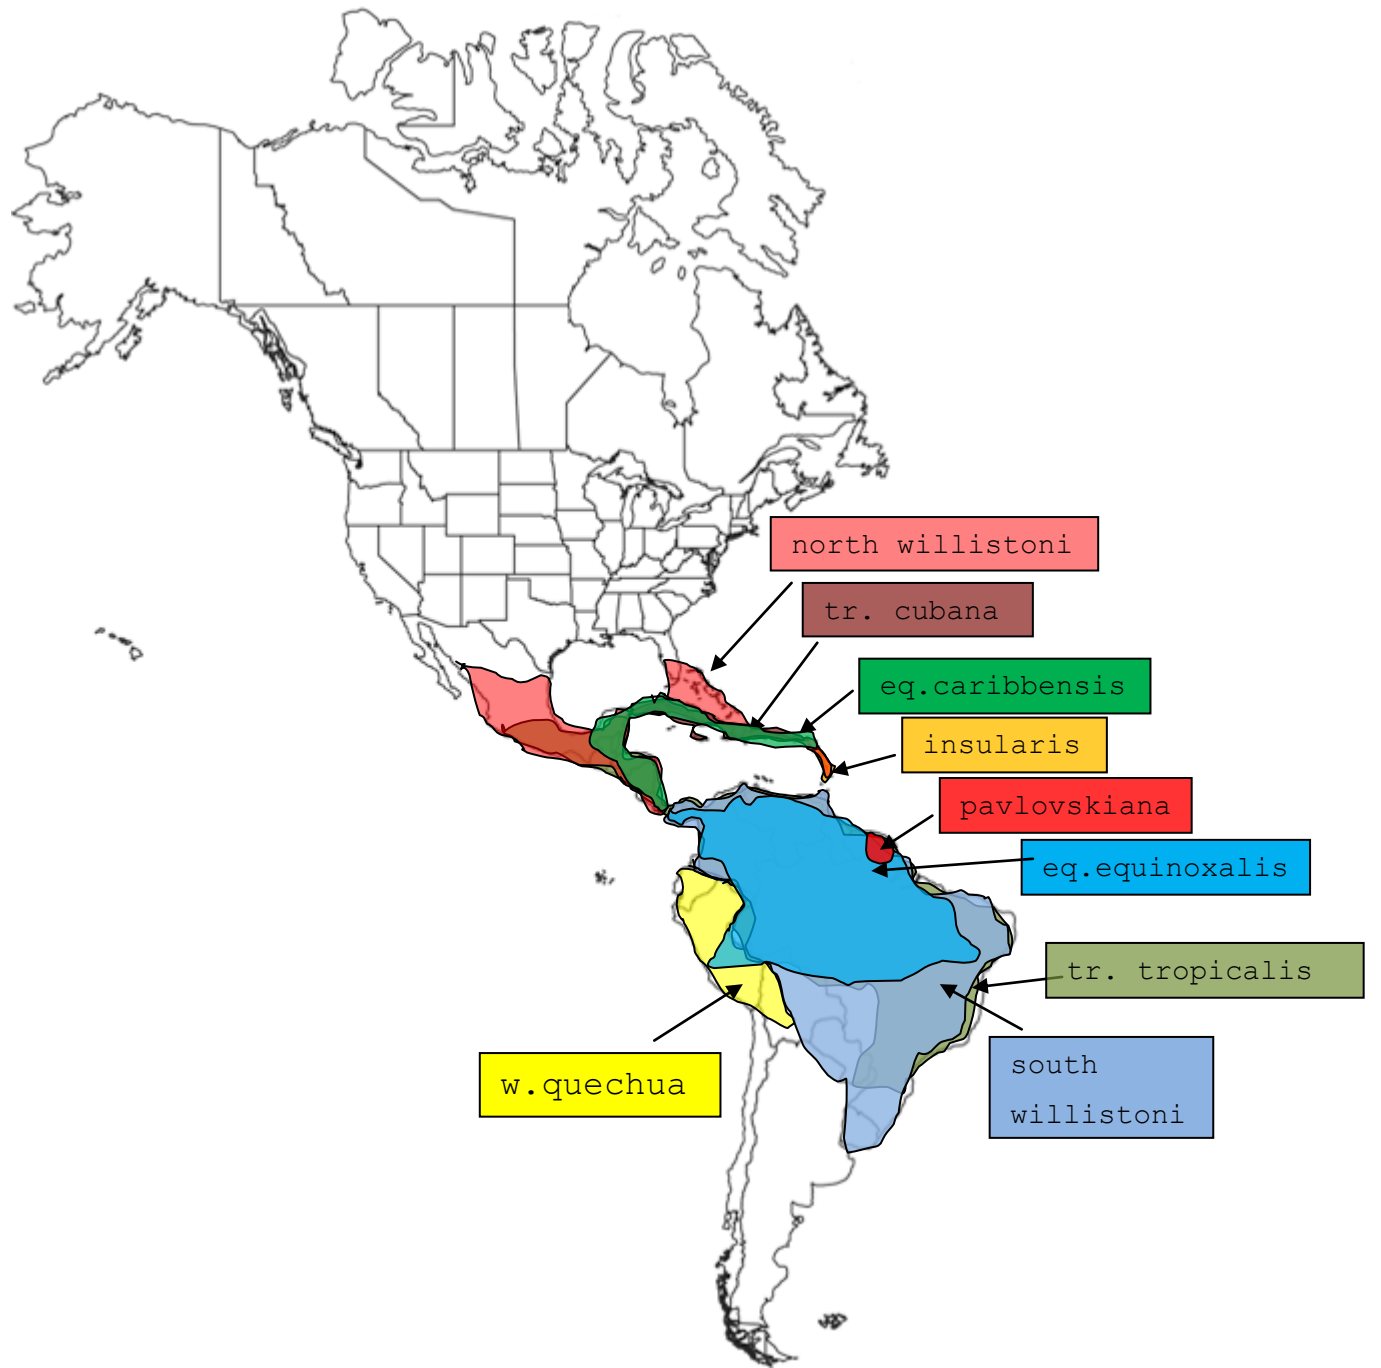 north willistoni
tr. cubana
eq.caribbensis
insularis
pavlovskiana
eq.equinoxalis
tr. tropicalis
south
willistoni
w.quechua